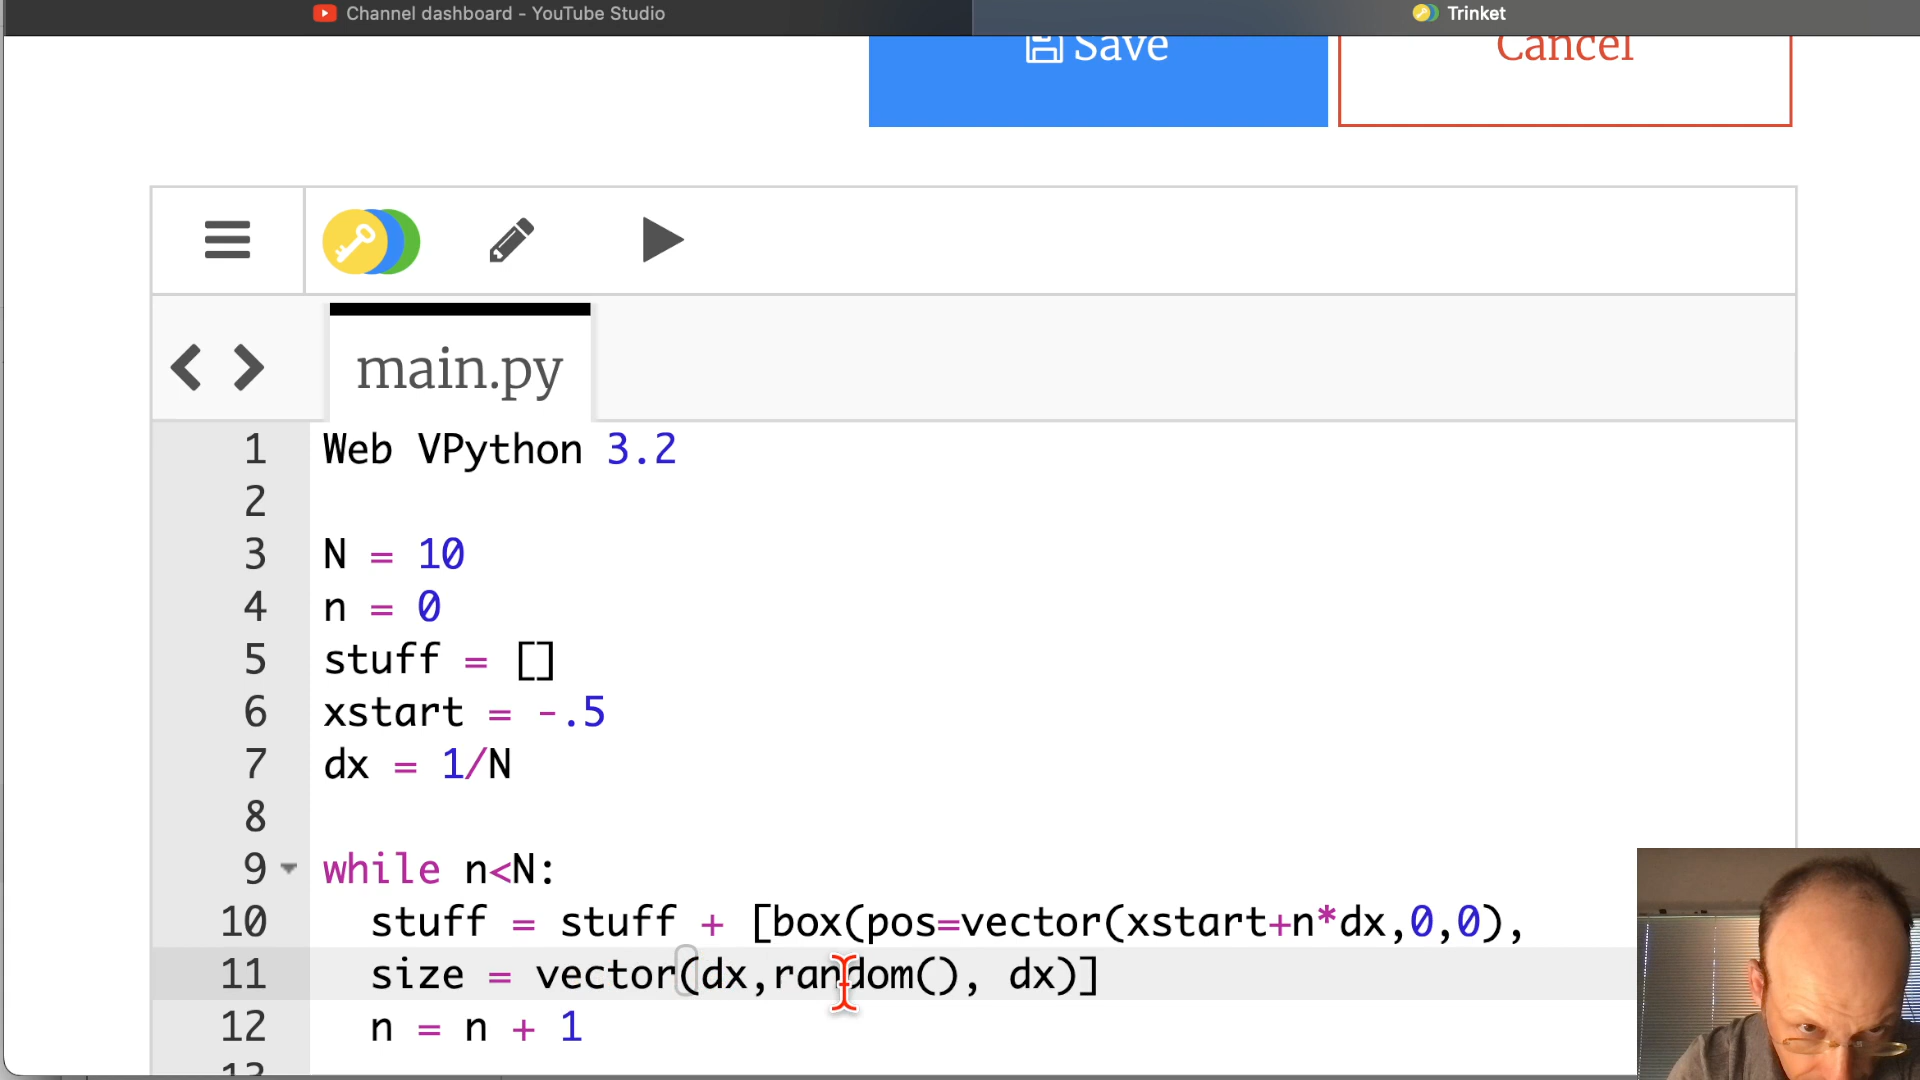 Channel dashboard - YouTube Studio
Trinket
Save
Cancel
main.py
1 Web VPython 3.2
2
3 N = 10
4 n = 0
5 stuff = []
6 xstart = -.5
7 dx = 1/N
8
9 while n<N:
10 stuff = stuff + [box(pos=vector(xstart+n*dx,0,0),
11 size = vector(dx,random(), dx)]
12 n = n + 1
13